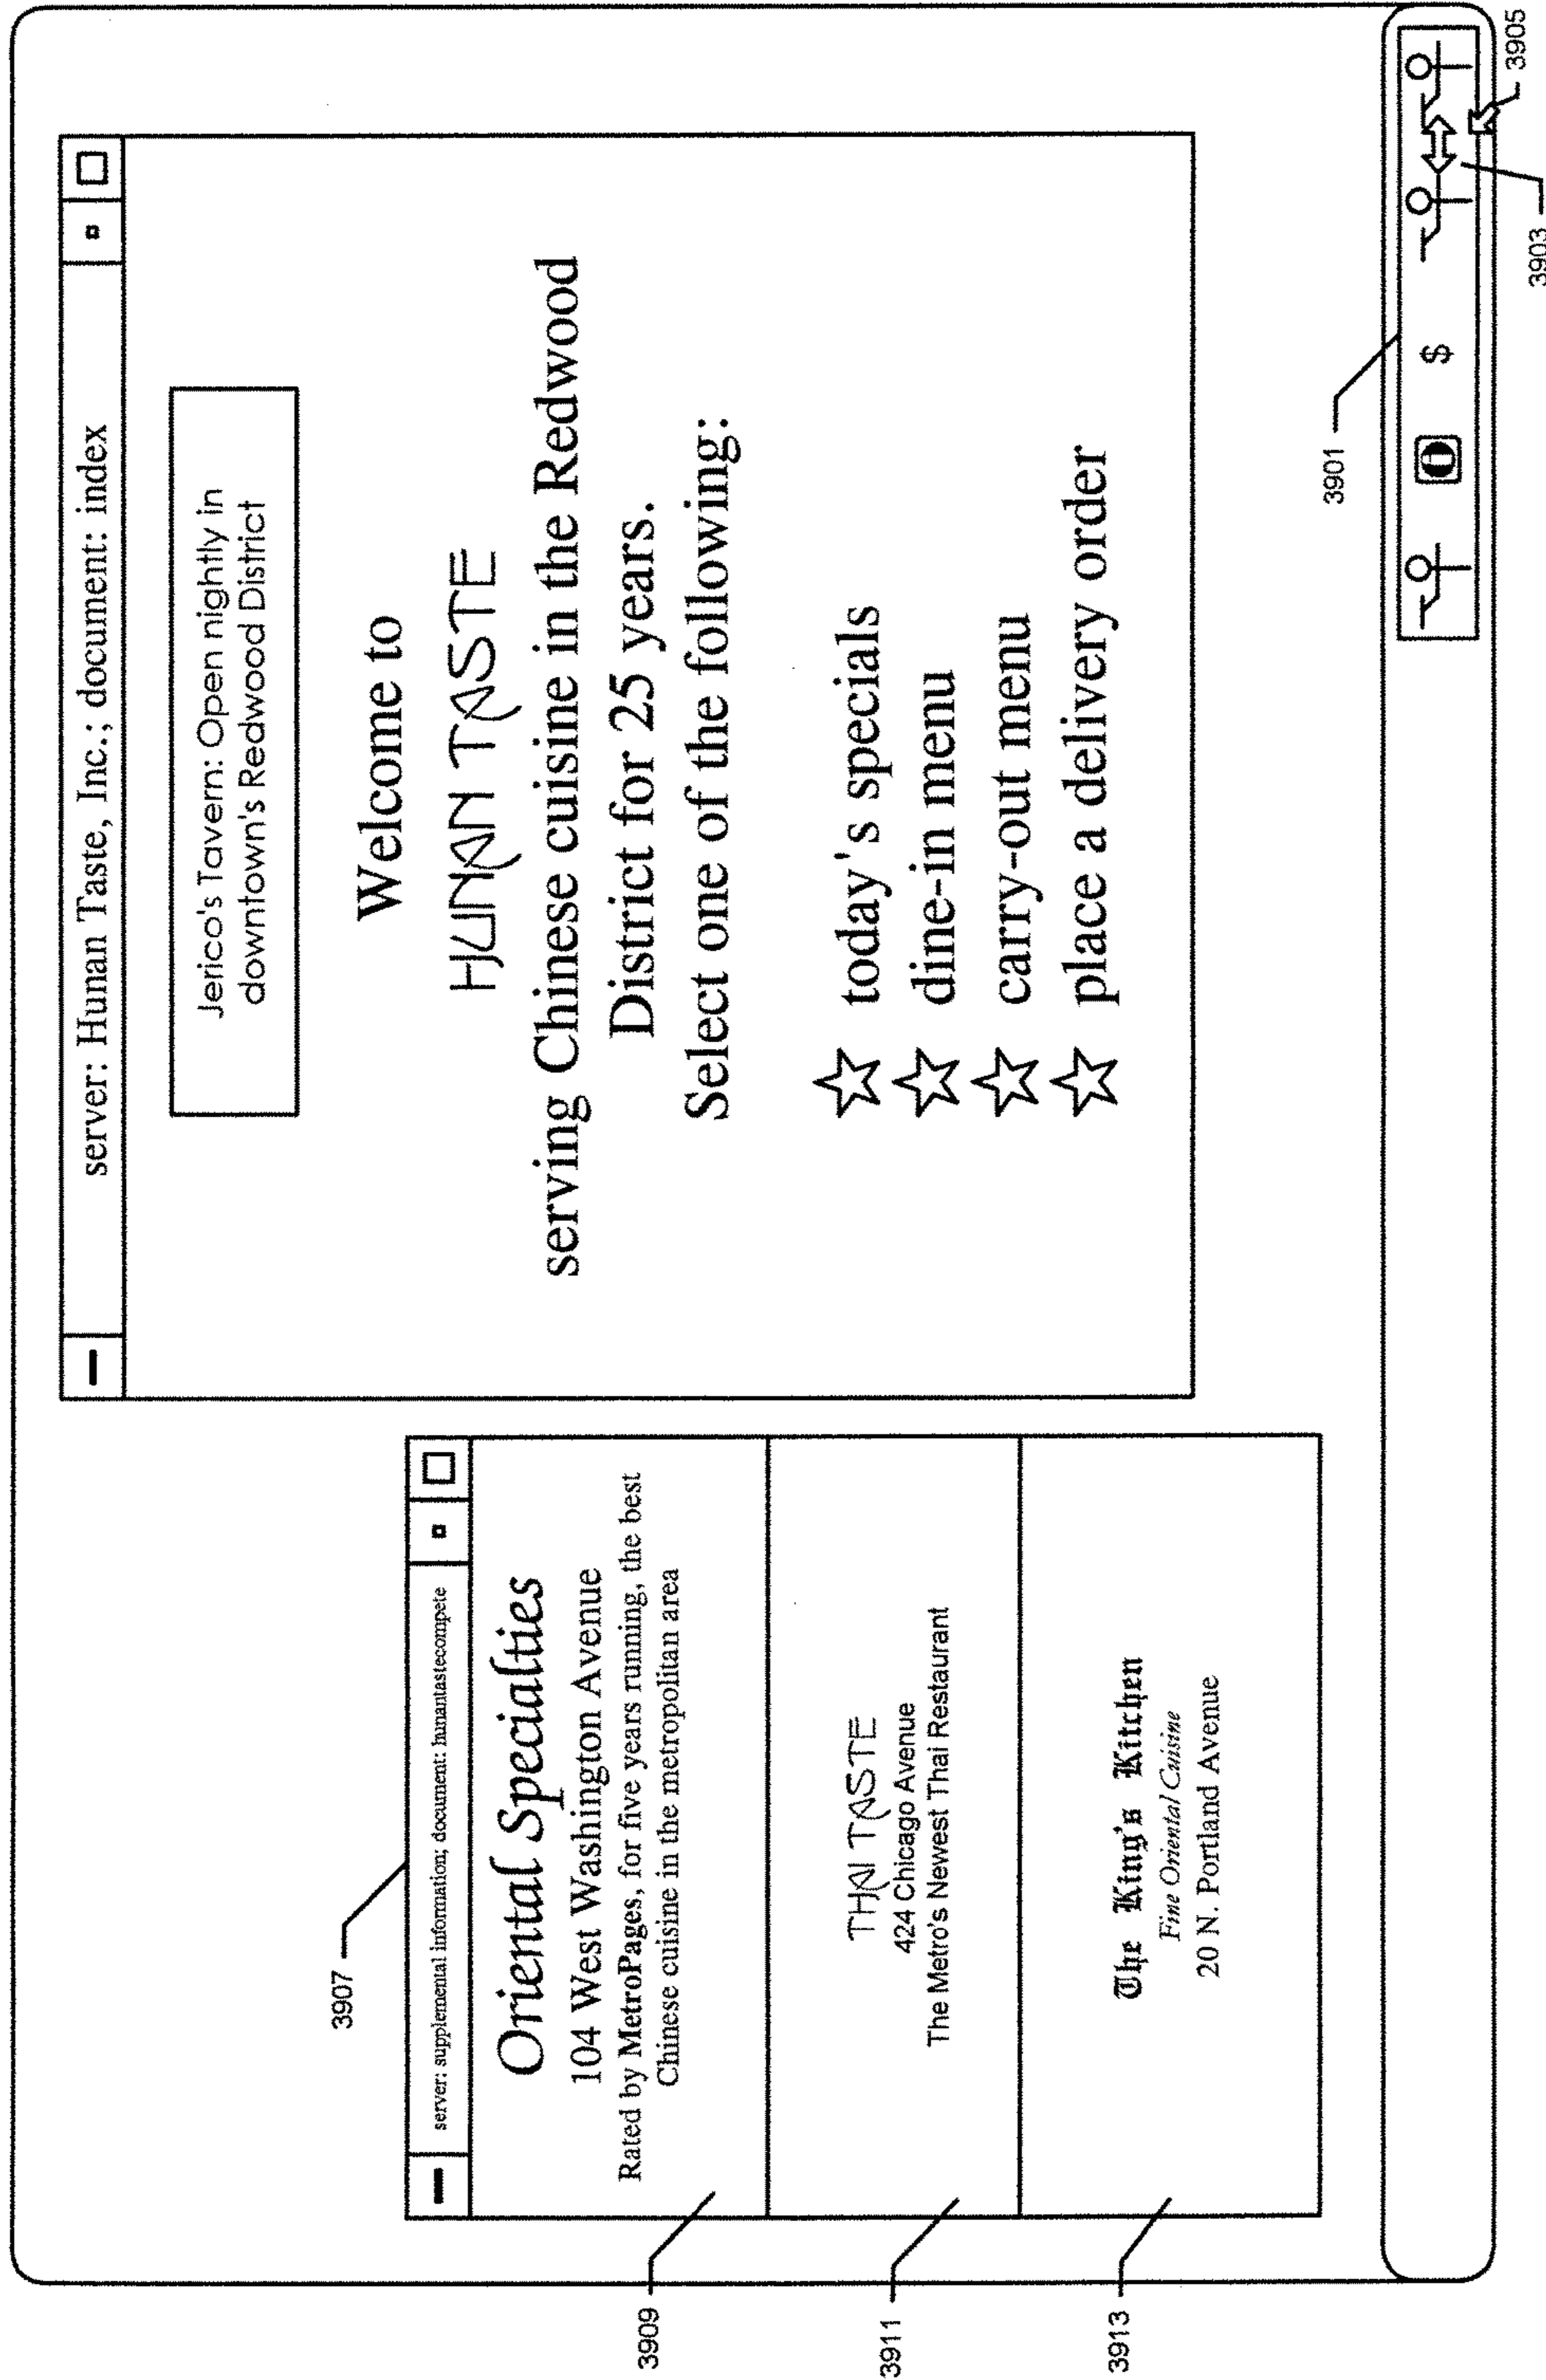 server: Hunan Taste, Inc.; document: index
Jerico's Tavern: Open nightly in
downtown's Redwood District
Welcome to
HUNAN TASTE
serving Chinese cuisine in the Redwood
District for 25 years.
Select one of the following:
today's specials
dine-in menu
carry-out menu
place a delivery order
3907
server: supplemental information; document: hunantastecompete
Oriental Specialties
104 West Washington Avenue
Rated by MetroPages, for five years running, the best
Chinese cuisine in the metropolitan area
3909
THAI TASTE
424 Chicago Avenue
The Metro's Newest Thai Restaurant
3911
The King's Kitchen
Fine Oriental Cuisine
20 N. Portland Avenue
3913
3901
$
3903
3905